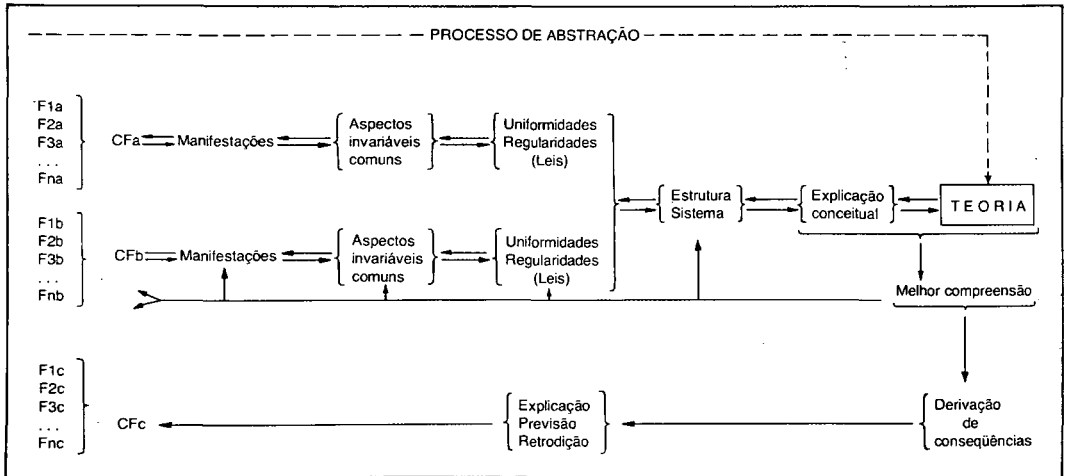 PROCESSO DE ABSTRAÇÃO
F1a
F2a
F3a
...
Fna
CFa
Manifestações
Aspectos
invariáveis
comuns
Uniformidades
Regularidades
(Leis)
F1b
F2b
F3b
...
Fnb
CFb
Manifestações
Aspectos
invariáveis
comuns
Uniformidades
Regularidades
(Leis)
Estrutura
Sistema
Explicação
conceitual
TEORIA
Melhor compreensão
F1c
F2c
F3c
...
Fnc
CFc
Explicação
Previsão
Retrodição
Derivação
de
conseqüências